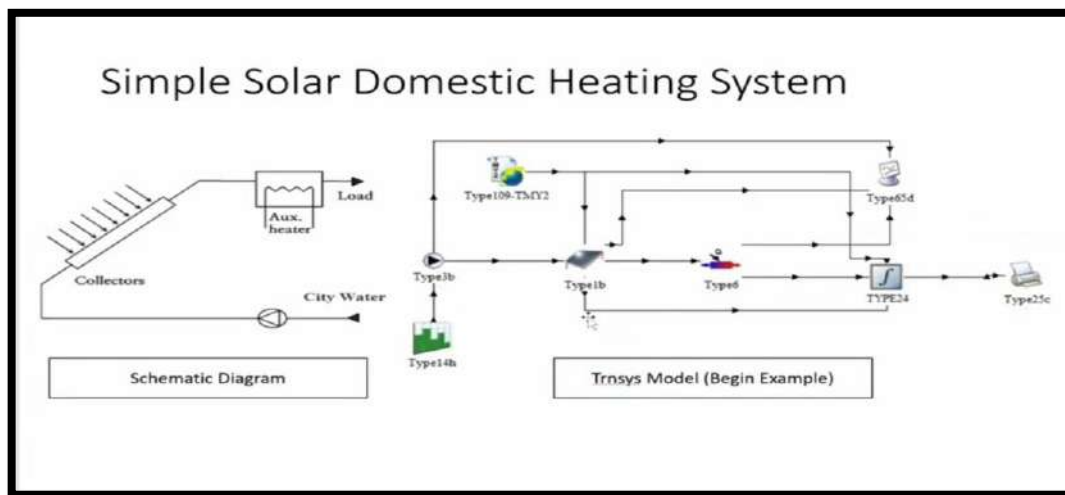 Simple Solar Domestic Heating System
Load
Aux.
heater
Collectors
City Water
Schematic Diagram
Type109-TMY2
Type65d
Type3b
Type1b
Type6
TYPE24
Type25c
Type14h
Trnsys Model (Begin Example)